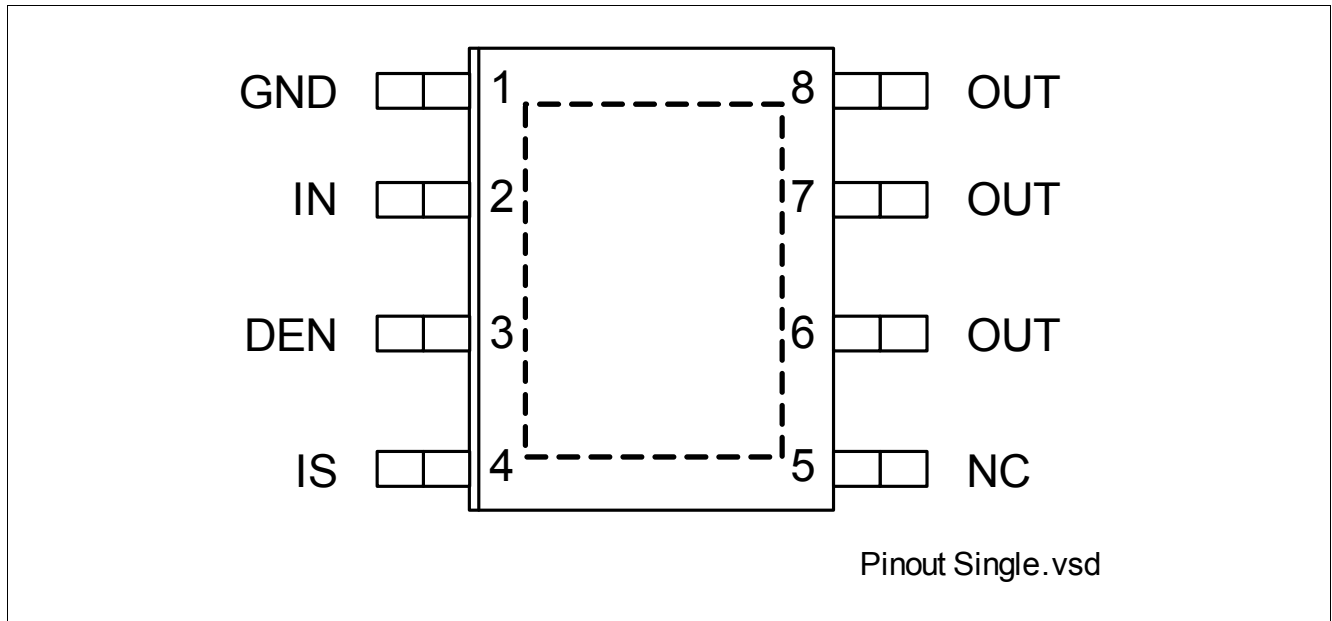 GND 1 8 OUT
IN 2 7 OUT
DEN 3 6 OUT
IS 4 5 NC
Pinout Single.vsd